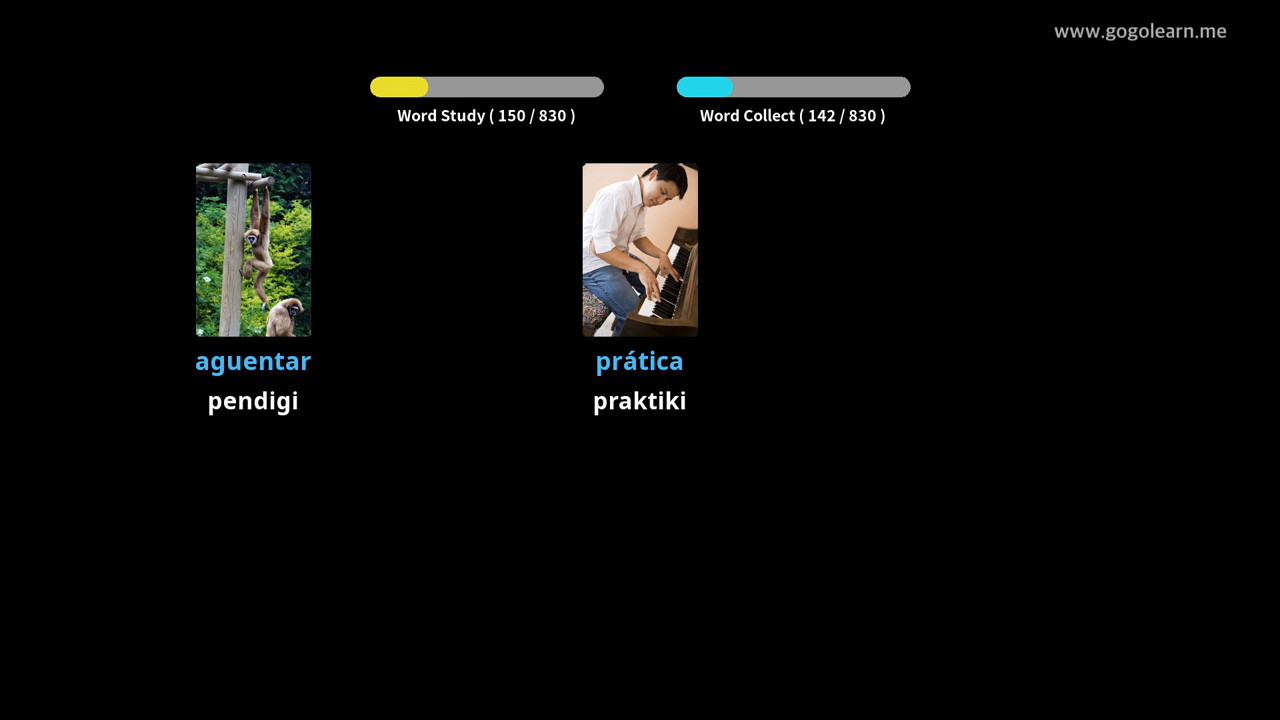 www.gogolearn.me
Word Study ( 150 / 830 )
Word Collect ( 142 / 830 )
aguentar
pendigi
prática
praktiki